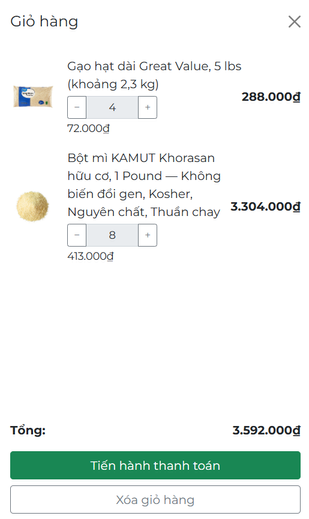 Giỏ hàng
Gạo hạt dài Great Value, 5 lbs
(khoảng 2,3 kg)
288.000₫
− 4 +
72.000₫
Bột mì KAMUT Khorasan
hữu cơ, 1 Pound — Không
biến đổi gen, Kosher,
Nguyên chất, Thuần chay
3.304.000₫
− 8 +
413.000₫
Tổng:
3.592.000₫
Tiến hành thanh toán
Xóa giỏ hàng